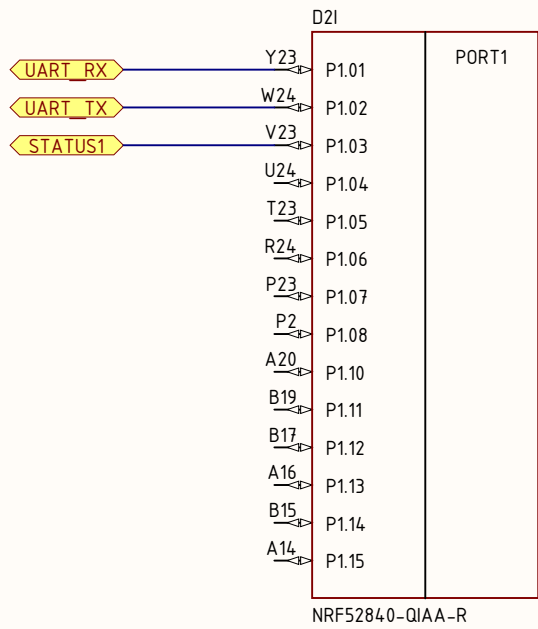 D2I
PORT1
UART_RX Y23 P1.01
UART_TX W24 P1.02
STATUS1 V23 P1.03
U24 P1.04
T23 P1.05
R24 P1.06
P23 P1.07
P2 P1.08
A20 P1.10
B19 P1.11
B17 P1.12
A16 P1.13
B15 P1.14
A14 P1.15
NRF52840-QIAA-R